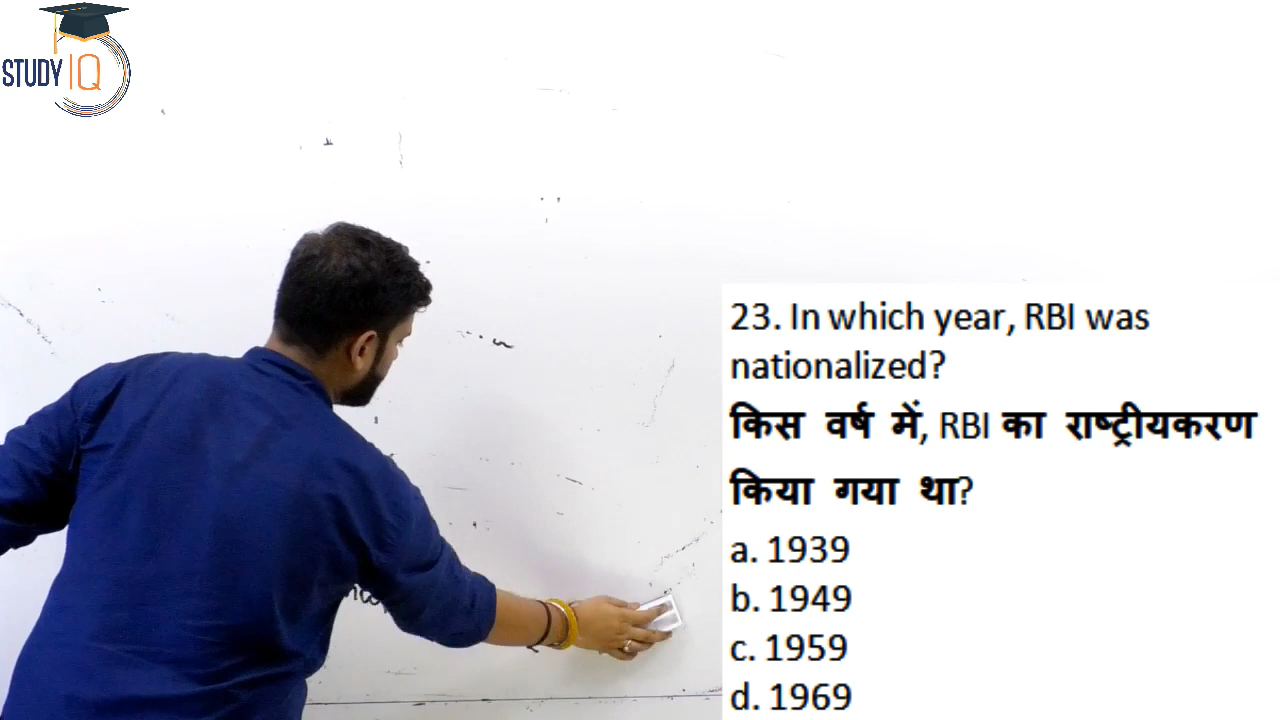 STUDY IQ
23. In which year, RBI was
nationalized?
किस वर्ष में, RBI का राष्ट्रीयकरण
किया गया था?
a. 1939
b. 1949
c. 1959
d. 1969